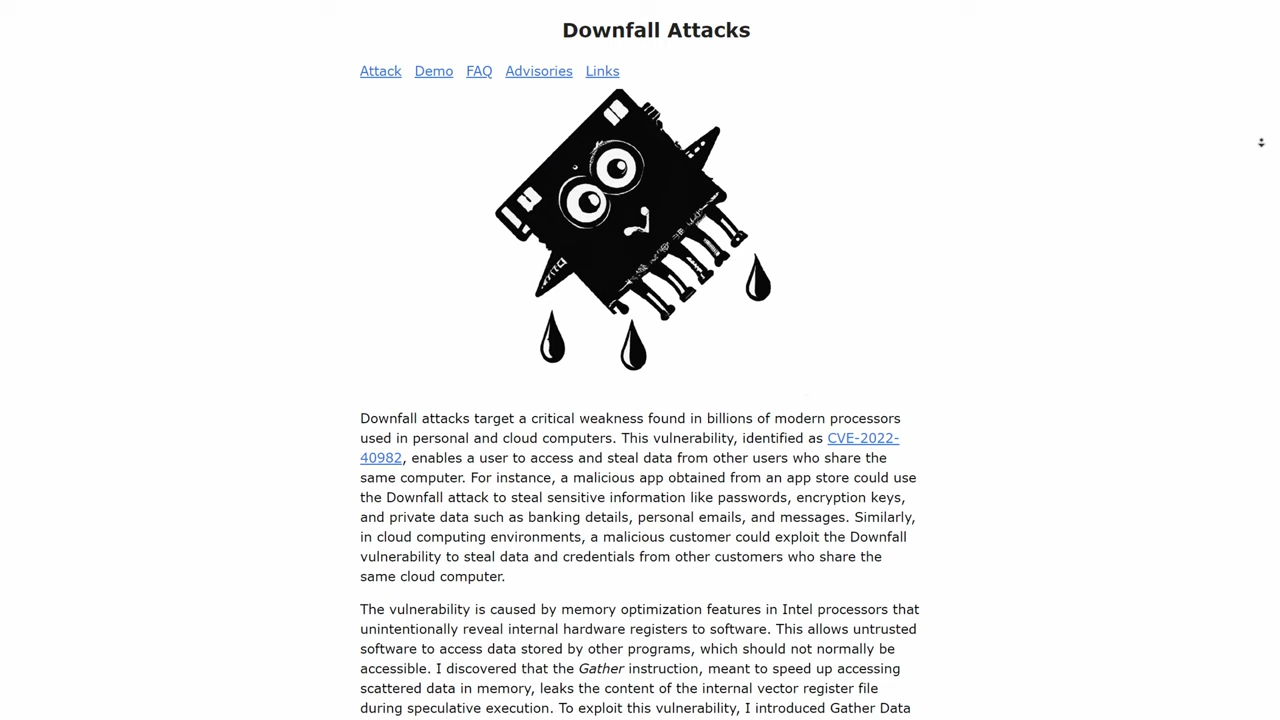 Downfall Attacks
Attack Demo FAQ Advisories Links
Downfall attacks target a critical weakness found in billions of modern processors
used in personal and cloud computers. This vulnerability, identified as CVE-2022-
40982, enables a user to access and steal data from other users who share the
same computer. For instance, a malicious app obtained from an app store could use
the Downfall attack to steal sensitive information like passwords, encryption keys,
and private data such as banking details, personal emails, and messages. Similarly,
in cloud computing environments, a malicious customer could exploit the Downfall
vulnerability to steal data and credentials from other customers who share the
same cloud computer.
The vulnerability is caused by memory optimization features in Intel processors that
unintentionally reveal internal hardware registers to software. This allows untrusted
software to access data stored by other programs, which should not normally be
accessible. I discovered that the Gather instruction, meant to speed up accessing
scattered data in memory, leaks the content of the internal vector register file
during speculative execution. To exploit this vulnerability, I introduced Gather Data